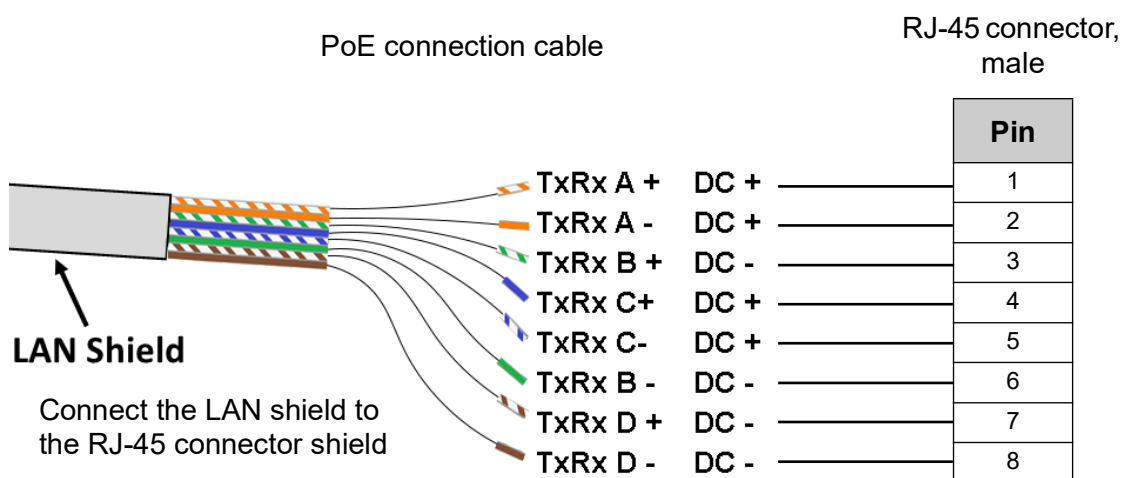 PoE connection cable
RJ-45 connector,
male
Pin
TxRx A + DC + 1
TxRx A - DC + 2
TxRx B + DC - 3
TxRx C+ DC + 4
TxRx C- DC + 5
TxRx B - DC - 6
TxRx D + DC - 7
TxRx D - DC - 8
LAN Shield
Connect the LAN shield to
the RJ-45 connector shield